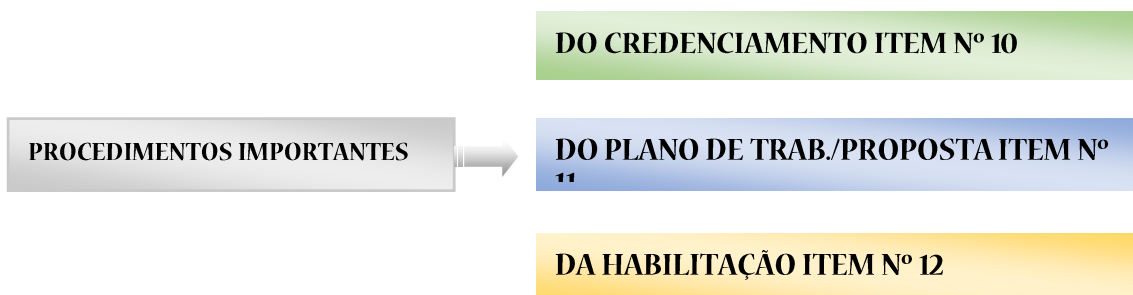 DO CREDENCIAMENTO ITEM Nº 10
PROCEDIMENTOS IMPORTANTES
DO PLANO DE TRAB./PROPOSTA ITEM Nº
11
DA HABILITAÇÃO ITEM Nº 12